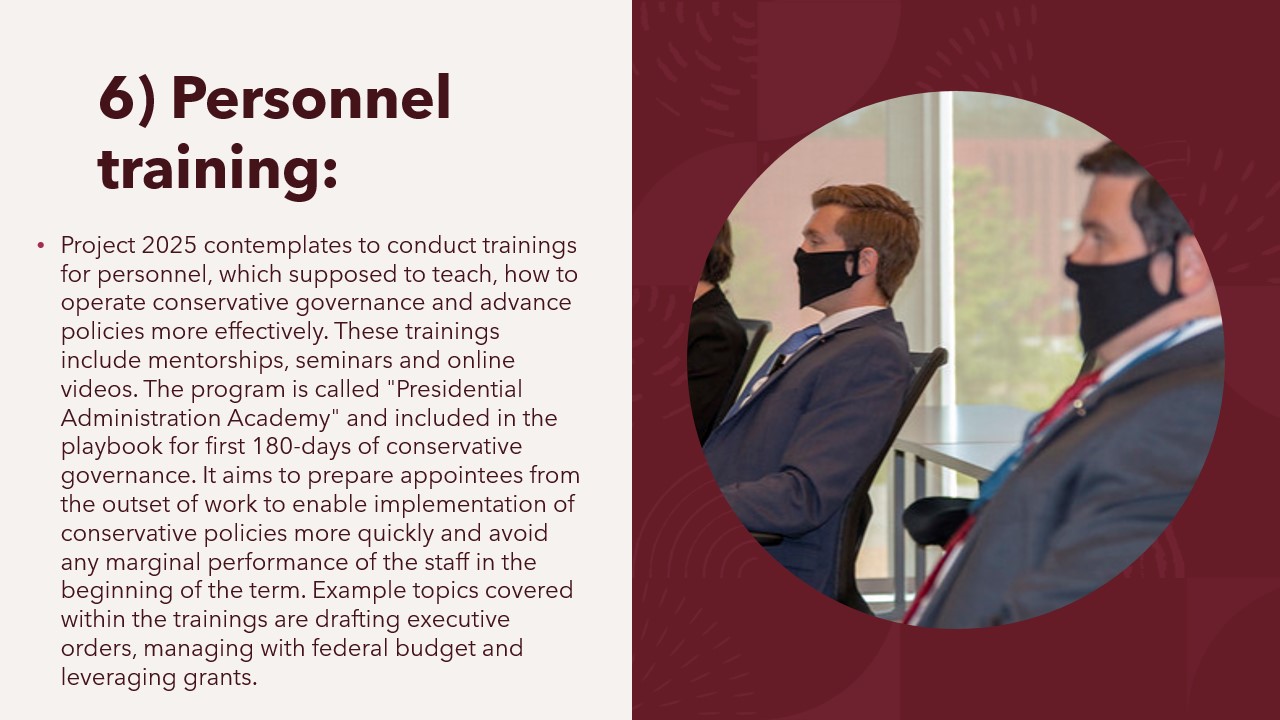 6) Personnel
training:
• Project 2025 contemplates to conduct trainings
for personnel, which supposed to teach, how to
operate conservative governance and advance
policies more effectively. These trainings
include mentorships, seminars and online
videos. The program is called "Presidential
Administration Academy" and included in the
playbook for first 180-days of conservative
governance. It aims to prepare appointees from
the outset of work to enable implementation of
conservative policies more quickly and avoid
any marginal performance of the staff in the
beginning of the term. Example topics covered
within the trainings are drafting executive
orders, managing with federal budget and
leveraging grants.